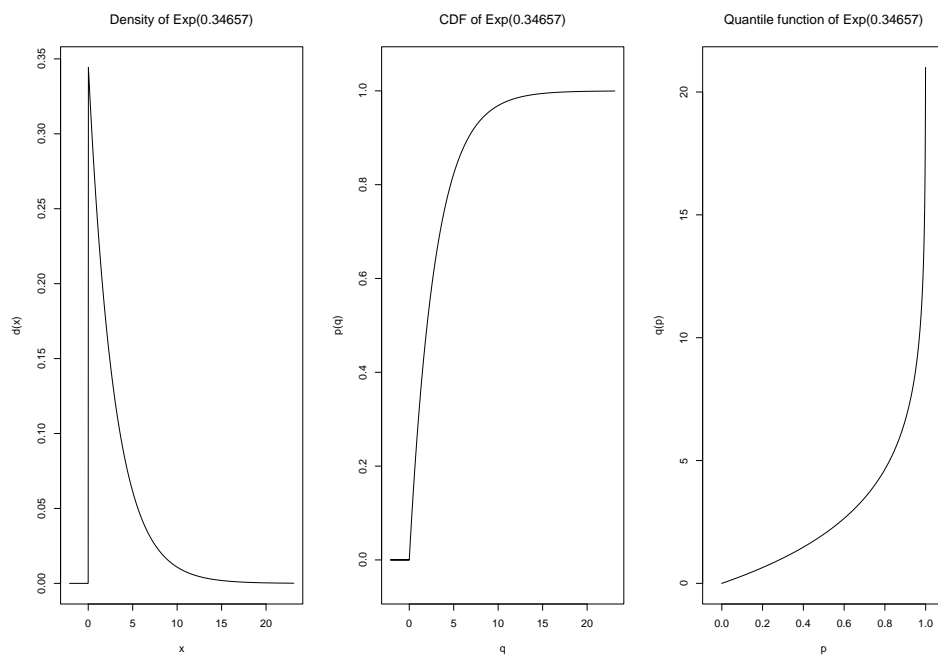 Density of Exp(0.34657)
d(x)
0.35
0.30
0.25
0.20
0.15
0.10
0.05
0.00
0 5 10 15 20
x
CDF of Exp(0.34657)
p(q)
1.0
0.8
0.6
0.4
0.2
0.0
0 5 10 15 20
q
Quantile function of Exp(0.34657)
q(p)
20
15
10
5
0
0.0 0.2 0.4 0.6 0.8 1.0
p